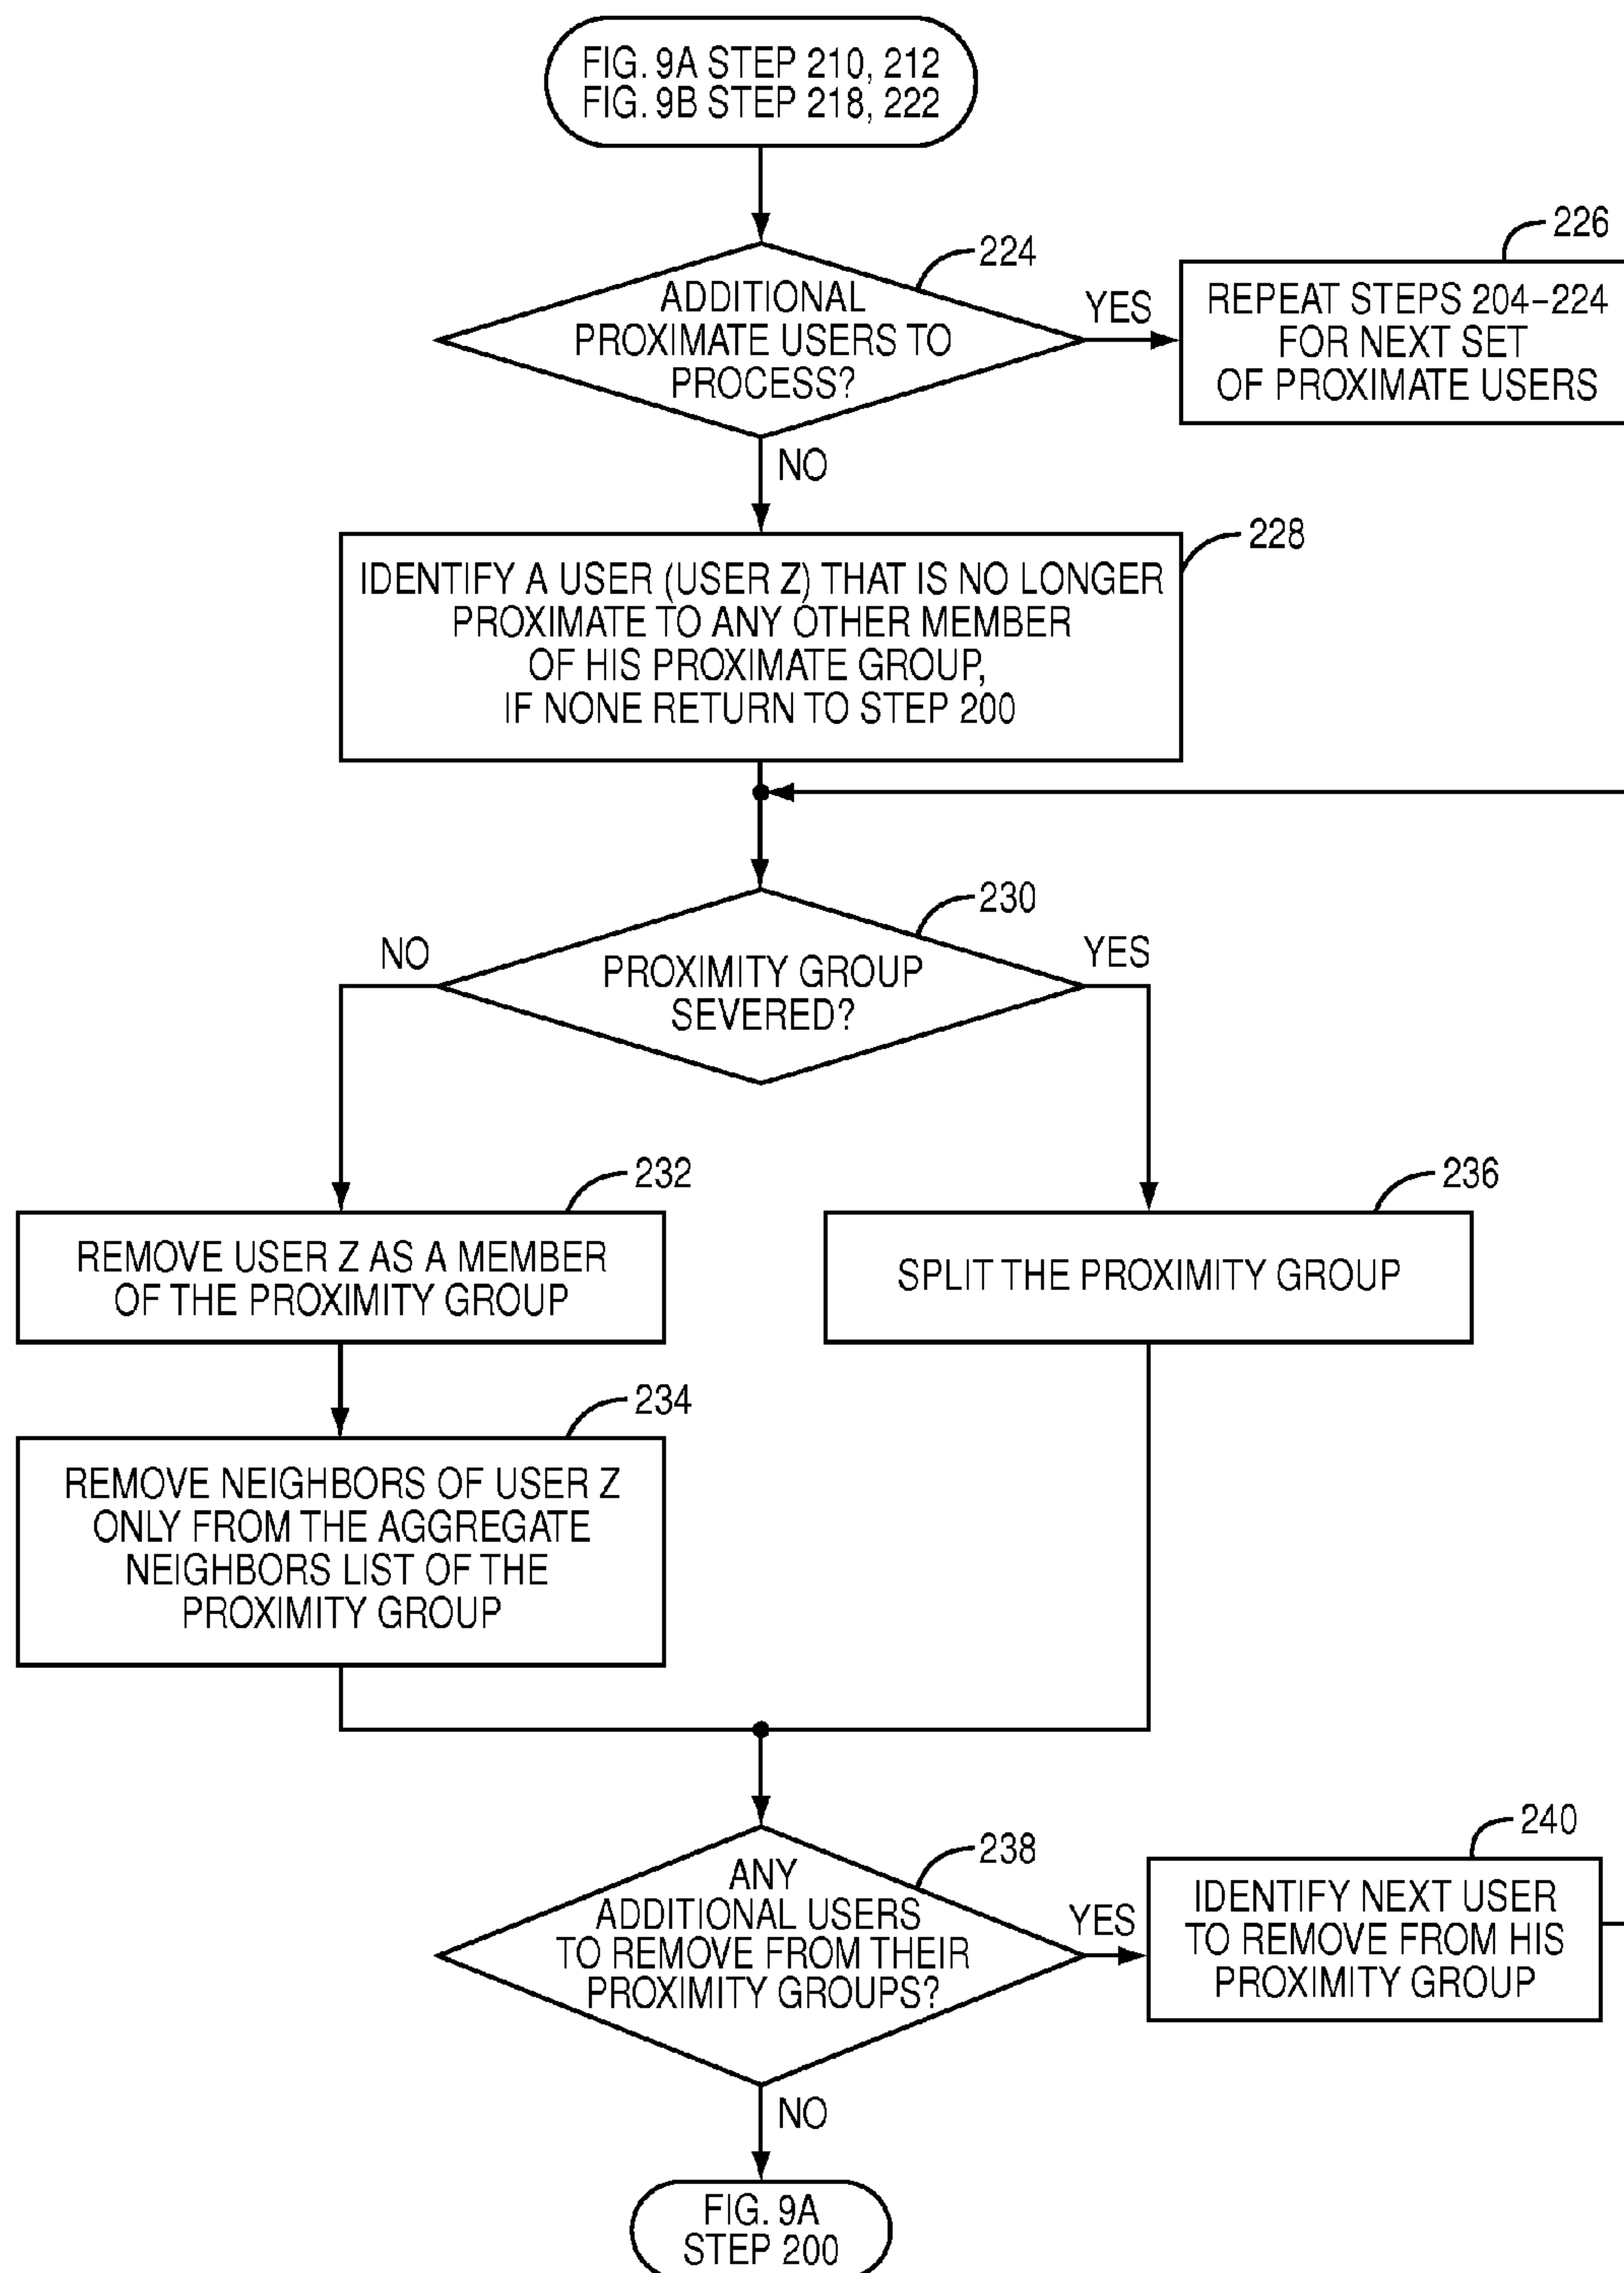 FIG. 9A STEP 210, 212
FIG. 9B STEP 218, 222
224
ADDITIONAL
PROXIMATE USERS TO
PROCESS?
YES
226
REPEAT STEPS 204–224
FOR NEXT SET
OF PROXIMATE USERS
NO
228
IDENTIFY A USER (USER Z) THAT IS NO LONGER
PROXIMATE TO ANY OTHER MEMBER
OF HIS PROXIMATE GROUP,
IF NONE RETURN TO STEP 200
230
NO
PROXIMITY GROUP
SEVERED?
YES
232
REMOVE USER Z AS A MEMBER
OF THE PROXIMITY GROUP
236
SPLIT THE PROXIMITY GROUP
234
REMOVE NEIGHBORS OF USER Z
ONLY FROM THE AGGREGATE
NEIGHBORS LIST OF THE
PROXIMITY GROUP
238
ANY
ADDITIONAL USERS
TO REMOVE FROM THEIR
PROXIMITY GROUPS?
YES
240
IDENTIFY NEXT USER
TO REMOVE FROM HIS
PROXIMITY GROUP
NO
FIG. 9A
STEP 200